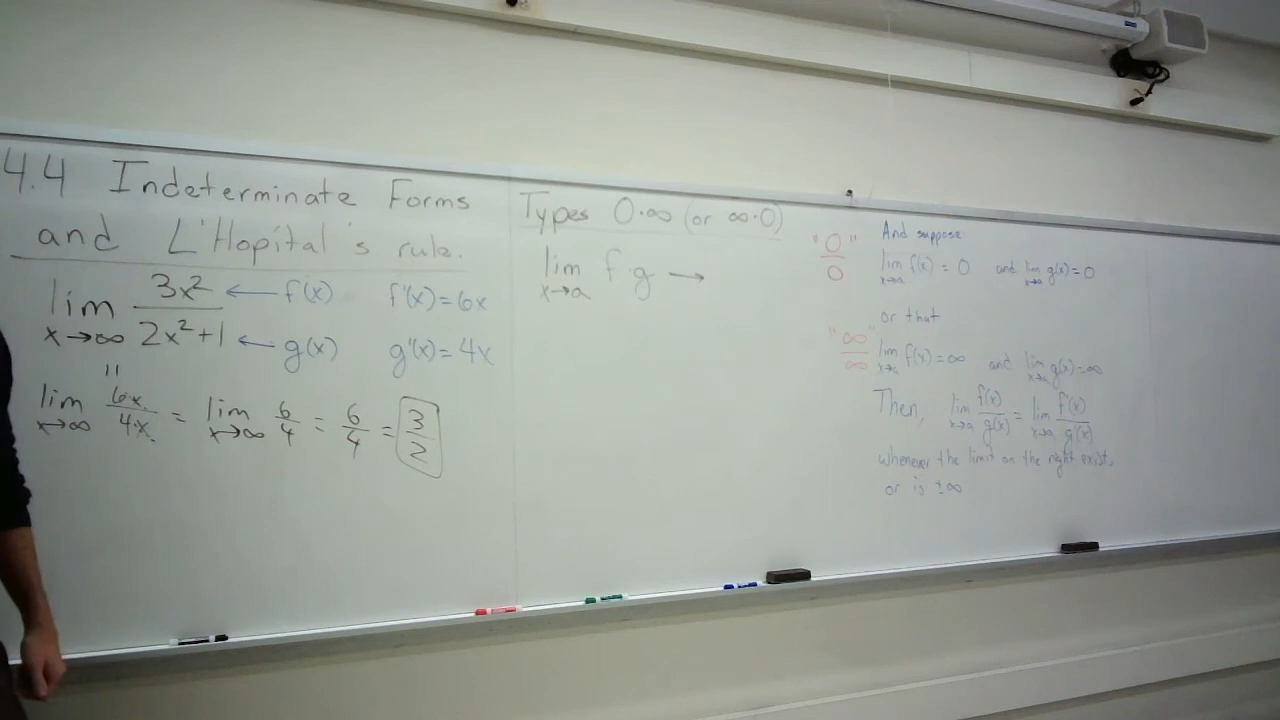 4.4 Indeterminate Forms
and L'Hopital's rule.
lim x→∞ 3x²/2x²+1 ← f(x) f'(x)=6x
← g(x) g'(x)=4x
=
lim x→∞ 6x/4x = lim x→∞ 6/4 = 6/4 = 3/2
Types 0·∞ (or ∞·0)
lim x→a f·g →
"0/0"
And suppose
lim x→a f(x) = 0 and lim x→a g(x)=0
or that
"∞/∞" lim x→a f(x)=∞ and lim x→a g(x)=∞
Then, lim x→a f(x)/g(x) = lim x→a f'(x)/g'(x)
whenever the limit on the right exist,
or is ±∞